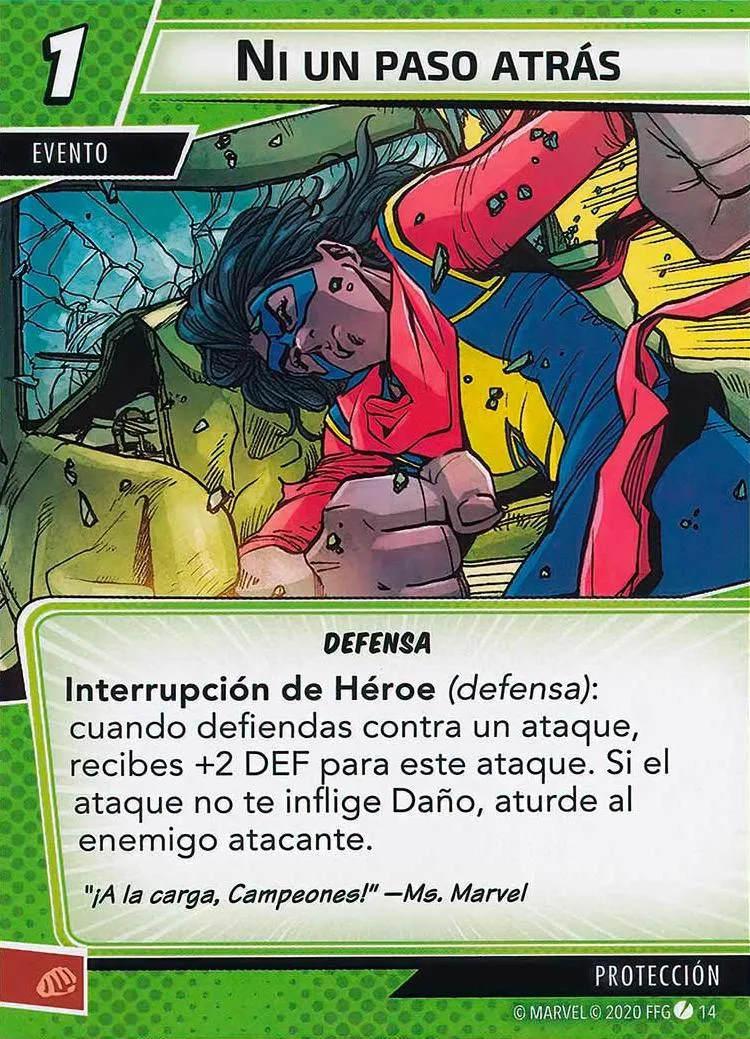 1
NI UN PASO ATRÁS
EVENTO
DEFENSA
Interrupción de Héroe (defensa):
cuando defiendas contra un ataque,
recibes +2 DEF para este ataque. Si el
ataque no te inflige Daño, aturde al
enemigo atacante.
"¡A la carga, Campeones!" —Ms. Marvel
PROTECCIÓN
© MARVEL © 2020 FFG 14